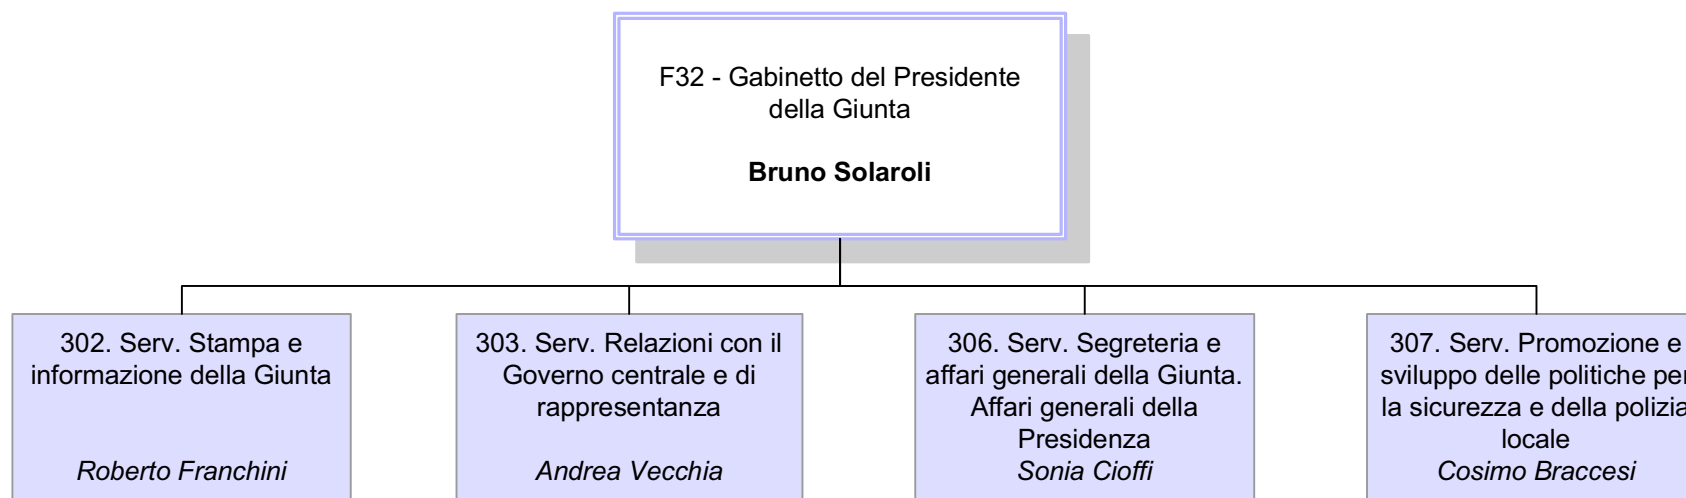 F32 - Gabinetto del Presidente
della Giunta
Bruno Solaroli
302. Serv. Stampa e
informazione della Giunta
Roberto Franchini
303. Serv. Relazioni con il
Governo centrale e di
rappresentanza
Andrea Vecchia
306. Serv. Segreteria e
affari generali della Giunta.
Affari generali della
Presidenza
Sonia Cioffi
307. Serv. Promozione e
sviluppo delle politiche per
la sicurezza e della polizia
locale
Cosimo Braccesi